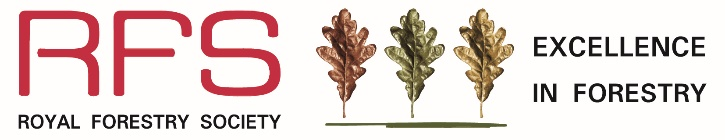 RFS
ROYAL FORESTRY SOCIETY
EXCELLENCE
IN FORESTRY